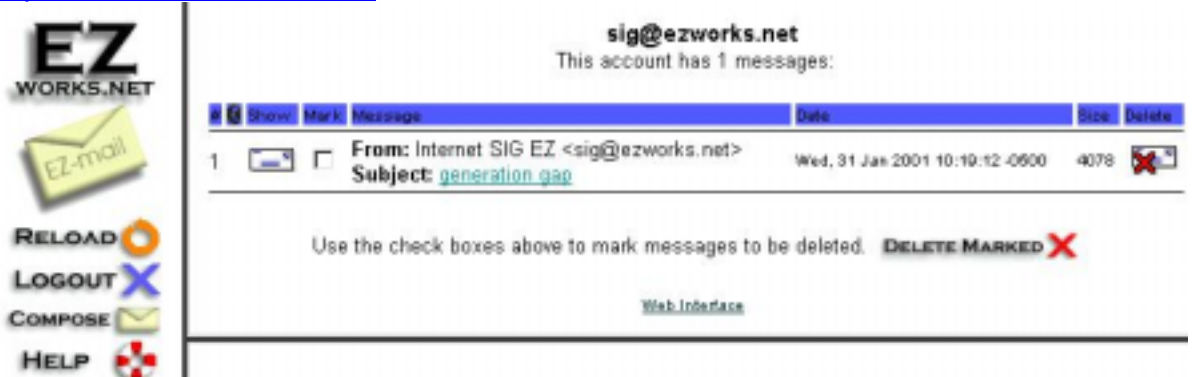 EZ
WORKS.NET
EZ-mail
RELOAD
LOGOUT
COMPOSE
HELP
sig@ezworks.net
This account has 1 messages:
# Show Mark Message Date Size Delete
1 From: Internet SIG EZ <sig@ezworks.net> Wed, 31 Jan 2001 10:19:12 -0600 4078
Subject: generation gap
Use the check boxes above to mark messages to be deleted. DELETE MARKED
Web Interface